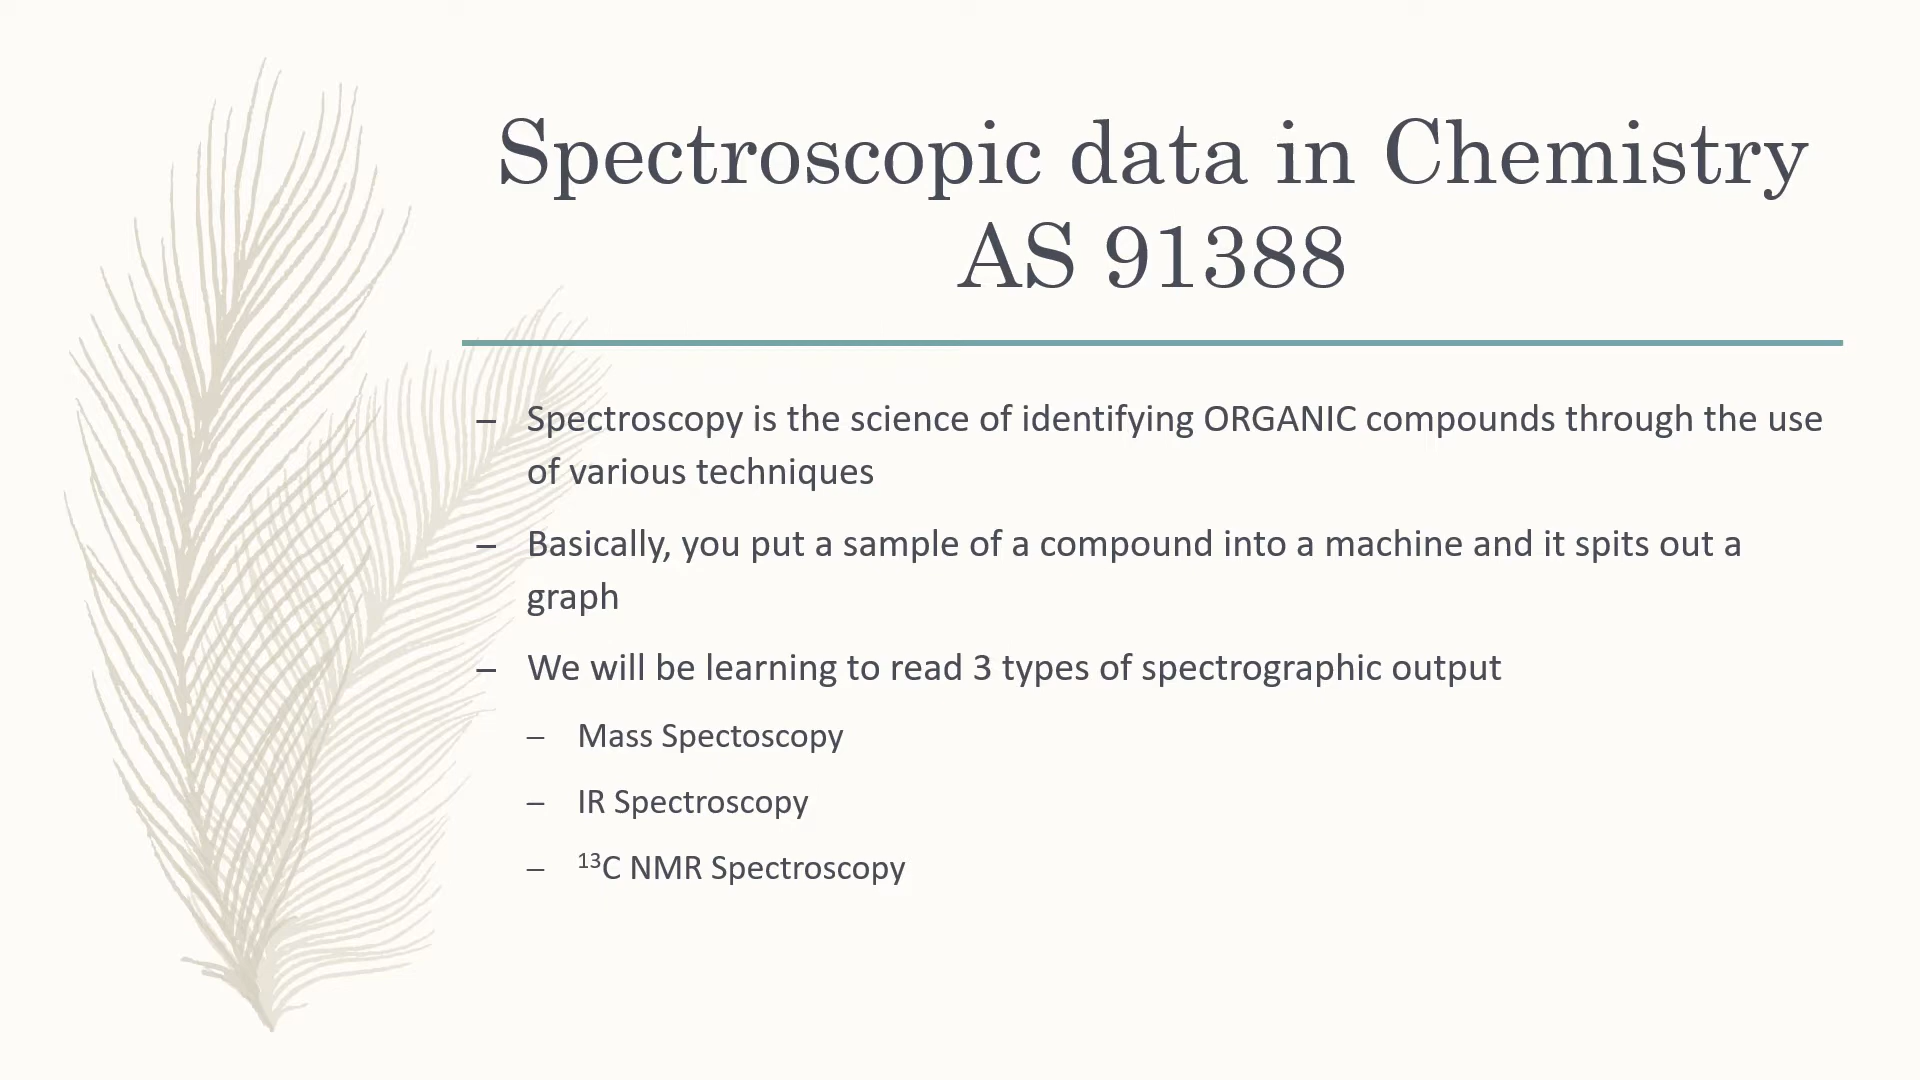 Spectroscopic data in Chemistry
AS 91388
– Spectroscopy is the science of identifying ORGANIC compounds through the use
of various techniques
– Basically, you put a sample of a compound into a machine and it spits out a
graph
– We will be learning to read 3 types of spectrographic output
– Mass Spectoscopy
– IR Spectroscopy
– ¹³C NMR Spectroscopy